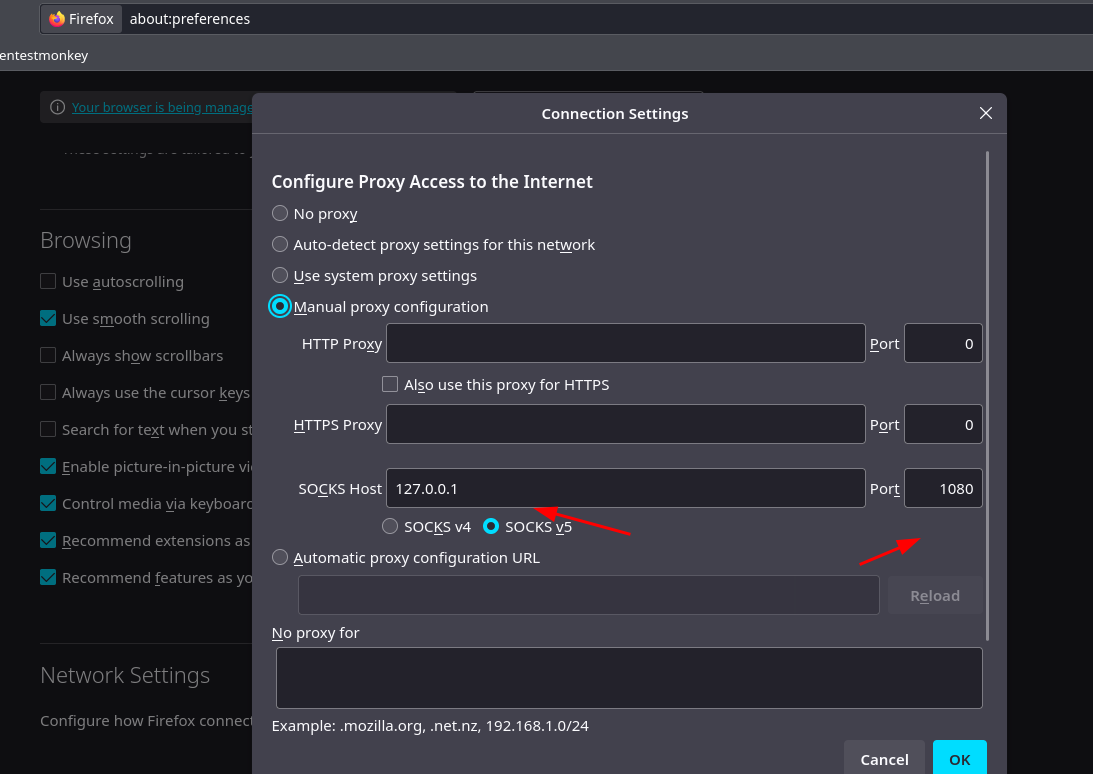 Firefox about:preferences
entestmonkey
Your browser is being manage
Connection Settings
Configure Proxy Access to the Internet
No proxy
Browsing
Auto-detect proxy settings for this network
Use autoscrolling
Use system proxy settings
Use smooth scrolling
Manual proxy configuration
Always show scrollbars
HTTP Proxy Port 0
Always use the cursor keys
Also use this proxy for HTTPS
Search for text when you st
HTTPS Proxy Port 0
Enable picture-in-picture vi
Control media via keyboard
SOCKS Host 127.0.0.1 Port 1080
Recommend extensions as
SOCKS v4 SOCKS v5
Recommend features as yo
Automatic proxy configuration URL
Reload
No proxy for
Network Settings
Configure how Firefox connect
Example: .mozilla.org, .net.nz, 192.168.1.0/24
Cancel OK